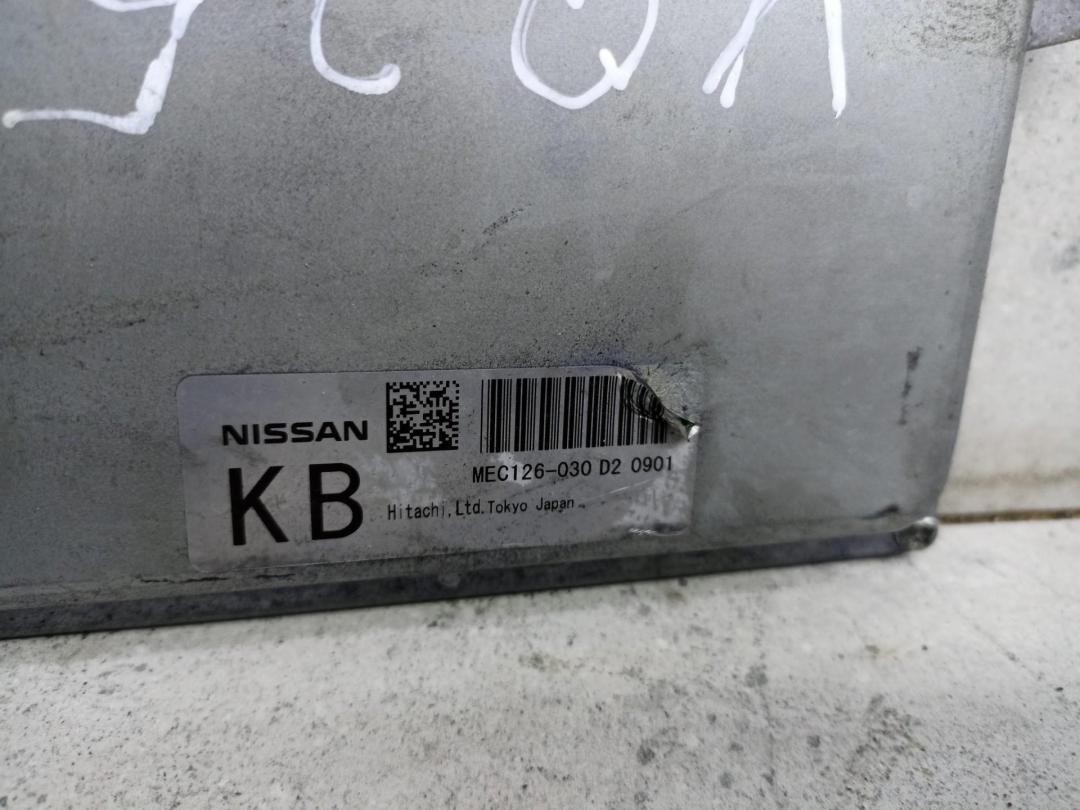 NISSAN
KB
MEC126-030 D2 0901
Hitachi,Ltd.Tokyo Japan